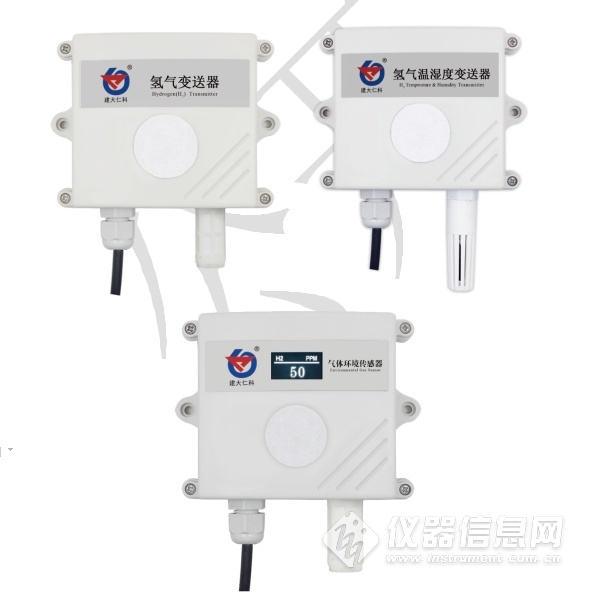 氢气变送器
Hydrogen(H2) Transmitter
®
建大仁科
氢气温湿度变送器
H2 Temperature & Humidity Transmitter
®
建大仁科
H2 PPM
50
气体环境传感器
Environmental Gas Sensor
®
建大仁科
仪器信息网
www.instrument.com.cn